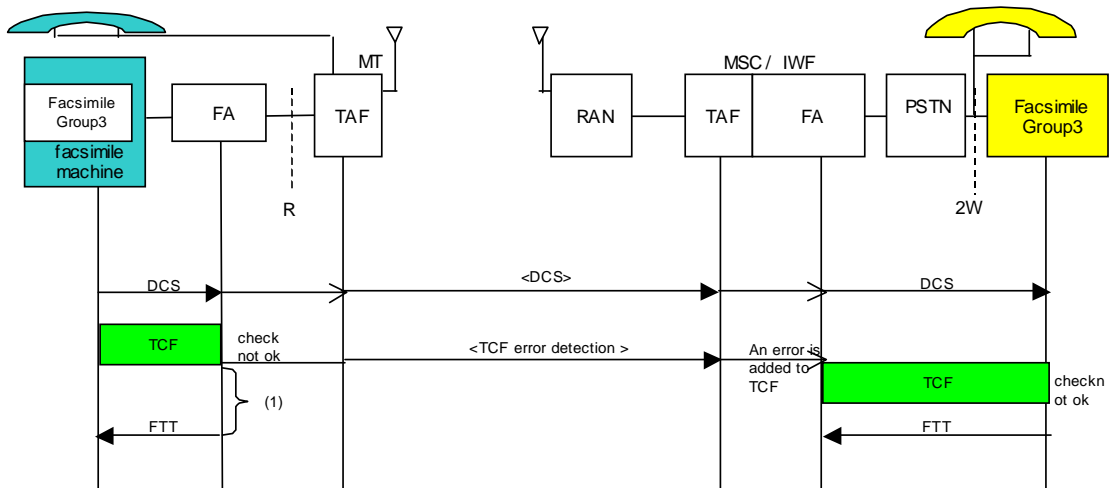 MT
MSC/ IWF
Facsimile
Group3
facsimile
machine
FA
TAF
RAN
TAF
FA
PSTN
Facsimile
Group3
R
2W
DCS
<DCS>
DCS
TCF
check
not ok
<TCF error detection >
An error is
added to
TCF
TCF
checkn
ot ok
(1)
FTT
FTT